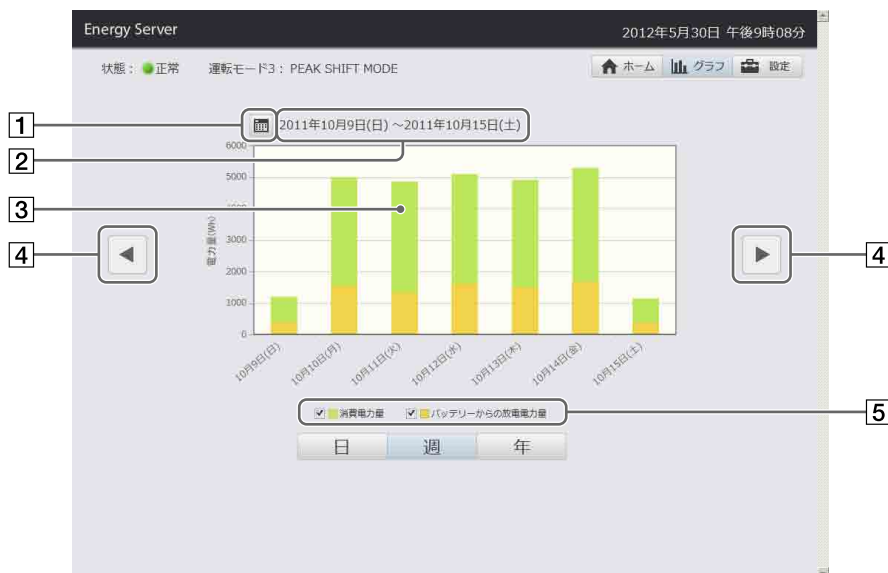 Energy Server 2012年5月30日 午後9時08分
状態： 正常 運転モード3： PEAK SHIFT MODE ホーム グラフ 設定
1
2011年10月9日(日) ～2011年10月15日(土)
2
3
4
4
電力量(Wh)
6000
5000
4000
3000
2000
1000
0
10月9日(日) 10月10日(月) 10月11日(火) 10月12日(水) 10月13日(木) 10月14日(金) 10月15日(土)
消費電力量 バッテリーからの放電電力量
5
日 週 年